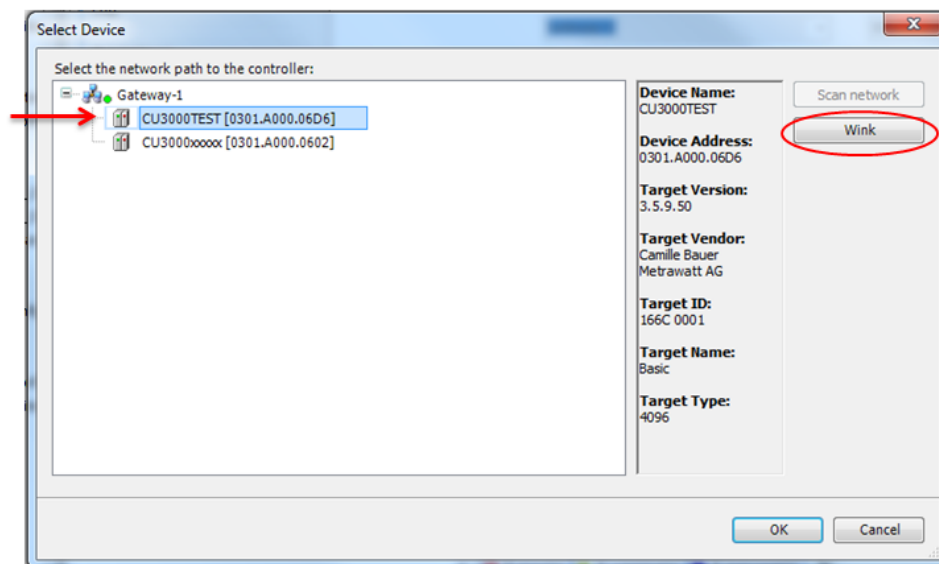 Select Device
Select the network path to the controller:
Gateway-1
CU3000TEST [0301.A000.06D6]
CU3000xxxxx [0301.A000.0602]
Device Name:
CU3000TEST
Device Address:
0301.A000.06D6
Target Version:
3.5.9.50
Target Vendor:
Camille Bauer
Metrawatt AG
Target ID:
166C 0001
Target Name:
Basic
Target Type:
4096
Scan network
Wink
OK
Cancel